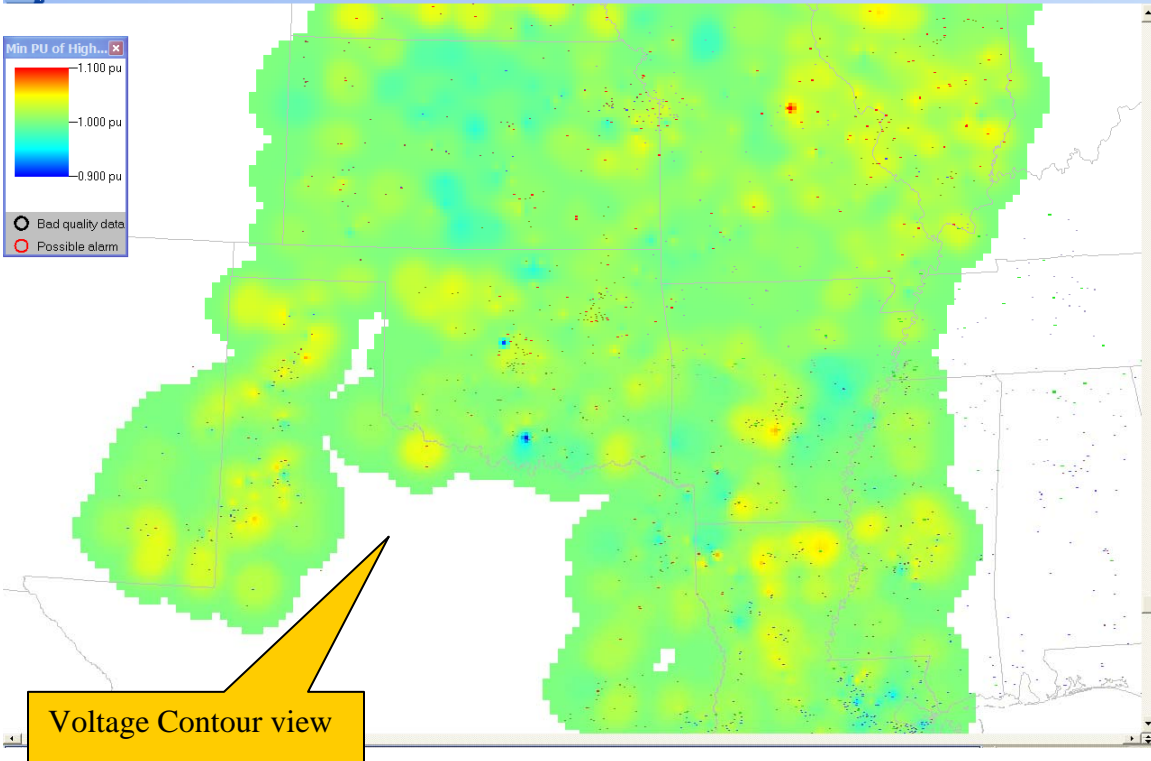 Min PU of High...
1.100 pu
1.000 pu
0.900 pu
Bad quality data
Possible alarm
Voltage Contour view